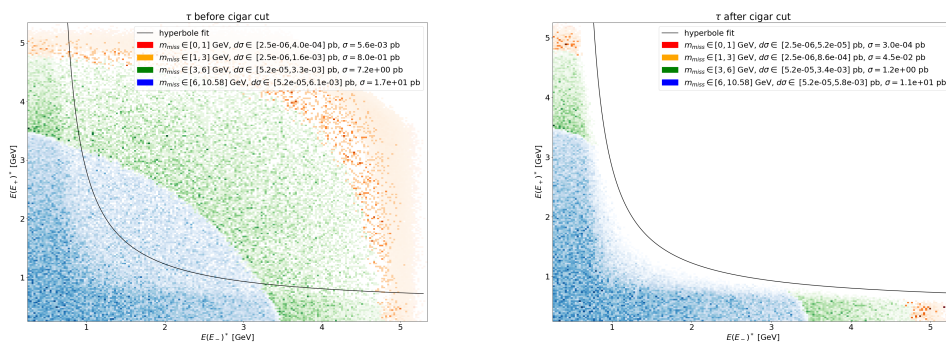 τ before cigar cut
hyperbole fit
m_miss ∈ [0, 1] GeV, dσ ∈ [2.5e-06,4.0e-04] pb, σ = 5.6e-03 pb
m_miss ∈ [1, 3] GeV, dσ ∈ [2.5e-06,1.6e-03] pb, σ = 8.0e-01 pb
m_miss ∈ [3, 6] GeV, dσ ∈ [5.2e-05,3.3e-03] pb, σ = 7.2e+00 pb
m_miss ∈ [6, 10.58] GeV, dσ ∈ [5.2e-05,6.1e-03] pb, σ = 1.7e+01 pb
5
4
3
2
1
E(E₊)* [GeV]
1 2 3 4 5
E(E₋)* [GeV]
τ after cigar cut
hyperbole fit
m_miss ∈ [0, 1] GeV, dσ ∈ [2.5e-06,5.2e-05] pb, σ = 3.0e-04 pb
m_miss ∈ [1, 3] GeV, dσ ∈ [2.5e-06,8.6e-04] pb, σ = 4.5e-02 pb
m_miss ∈ [3, 6] GeV, dσ ∈ [5.2e-05,3.4e-03] pb, σ = 1.2e+00 pb
m_miss ∈ [6, 10.58] GeV, dσ ∈ [5.2e-05,5.8e-03] pb, σ = 1.1e+01 pb
5
4
3
2
1
E(E₊)* [GeV]
1 2 3 4 5
E(E₋)* [GeV]